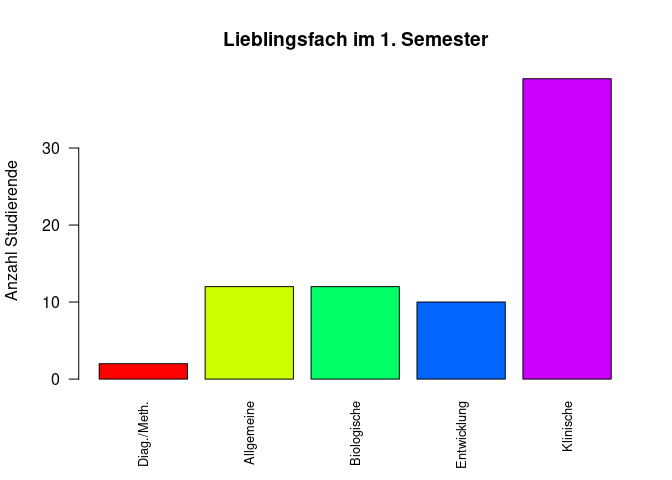 Lieblingsfach im 1. Semester
Anzahl Studierende
30
20
10
0
Diag./Meth.
Allgemeine
Biologische
Entwicklung
Klinische